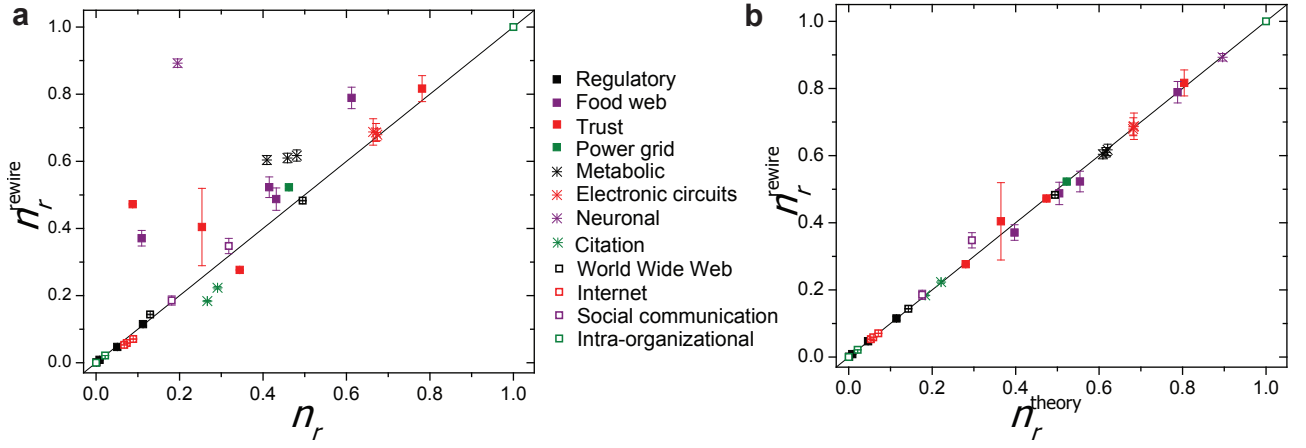 a
n_r^rewire
1.0
0.8
0.6
0.4
0.2
0.0
0.0 0.2 0.4 0.6 0.8 1.0
n_r
Regulatory
Food web
Trust
Power grid
Metabolic
Electronic circuits
Neuronal
Citation
World Wide Web
Internet
Social communication
Intra-organizational
b
n_r^rewire
1.0
0.8
0.6
0.4
0.2
0.0
0.0 0.2 0.4 0.6 0.8 1.0
n_r^theory